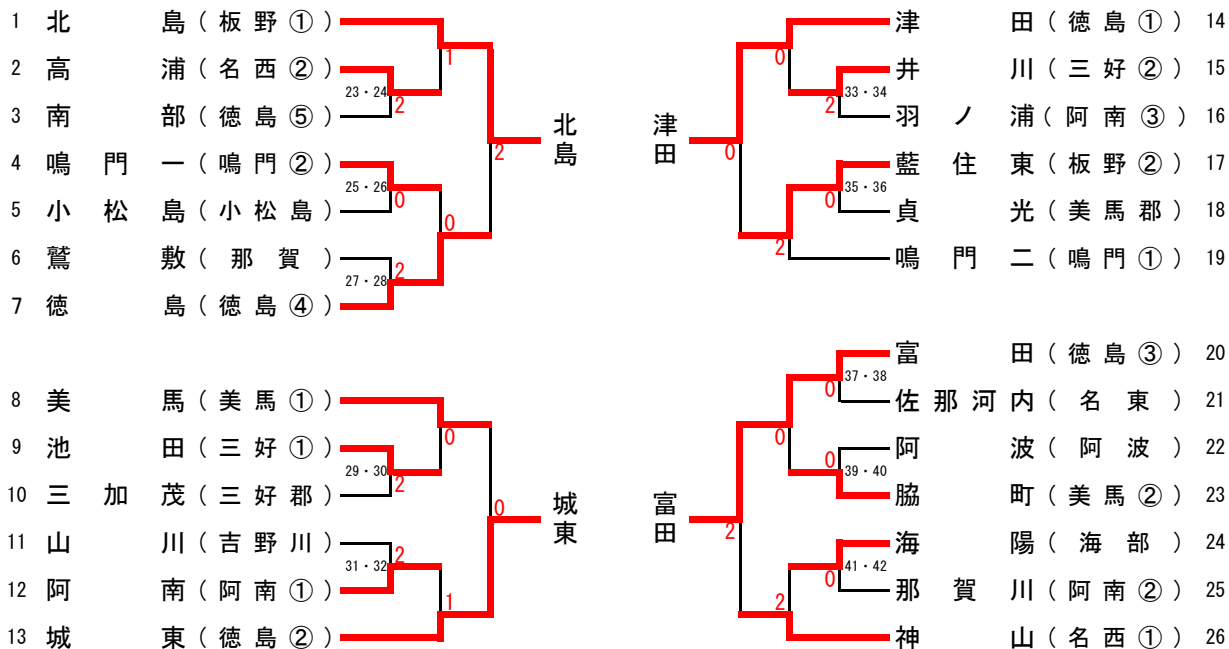 1 北 島 ( 板 野 ① )
2 高 浦 ( 名 西 ② )
3 南 部 ( 徳 島 ⑤ )
4 鳴 門 一 ( 鳴 門 ② )
5 小 松 島 ( 小 松 島 )
6 鷲 敷 ( 那 賀 )
7 徳 島 ( 徳 島 ④ )
23・24
25・26
27・28
1
2
0
0
2
2
北島
8 美 馬 ( 美 馬 ① )
9 池 田 ( 三 好 ① )
10 三 加 茂 ( 三 好 郡 )
11 山 川 ( 吉 野 川 )
12 阿 南 ( 阿 南 ① )
13 城 東 ( 徳 島 ② )
29・30
31・32
0
2
2
1
0
城東
津 田 ( 徳 島 ① ) 14
井 川 ( 三 好 ② ) 15
羽 ノ 浦 ( 阿 南 ③ ) 16
藍 住 東 ( 板 野 ② ) 17
貞 光 ( 美 馬 郡 ) 18
鳴 門 二 ( 鳴 門 ① ) 19
33・34
35・36
0
2
0
2
0
津田
富 田 ( 徳 島 ③ ) 20
佐 那 河 内 ( 名 東 ) 21
阿 波 ( 阿 波 ) 22
脇 町 ( 美 馬 ② ) 23
海 陽 ( 海 部 ) 24
那 賀 川 ( 阿 南 ② ) 25
神 山 ( 名 西 ① ) 26
37・38
39・40
41・42
0
0
0
0
2
2
富田